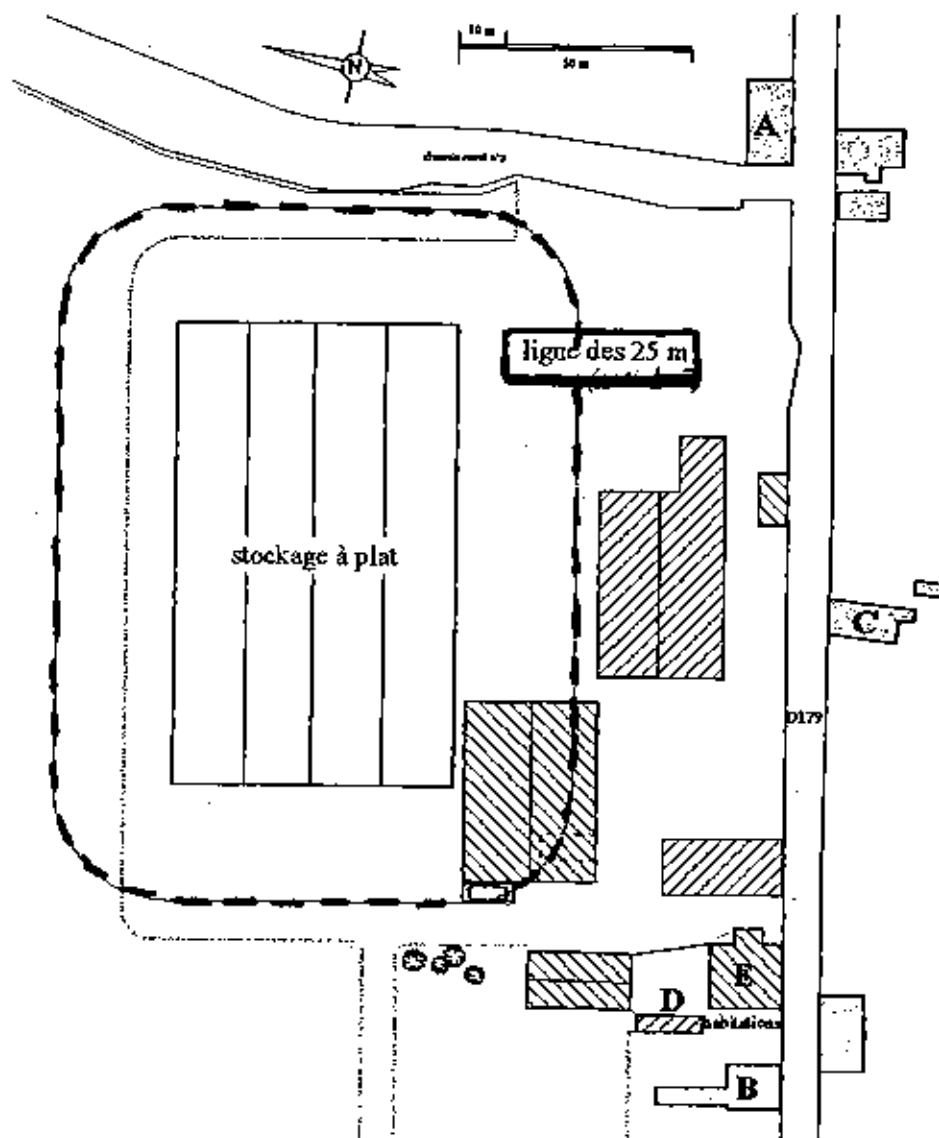 10 m
50 m
N
A
ligne des 25 m
stockage à plat
C
D179
E
D
habitations
B